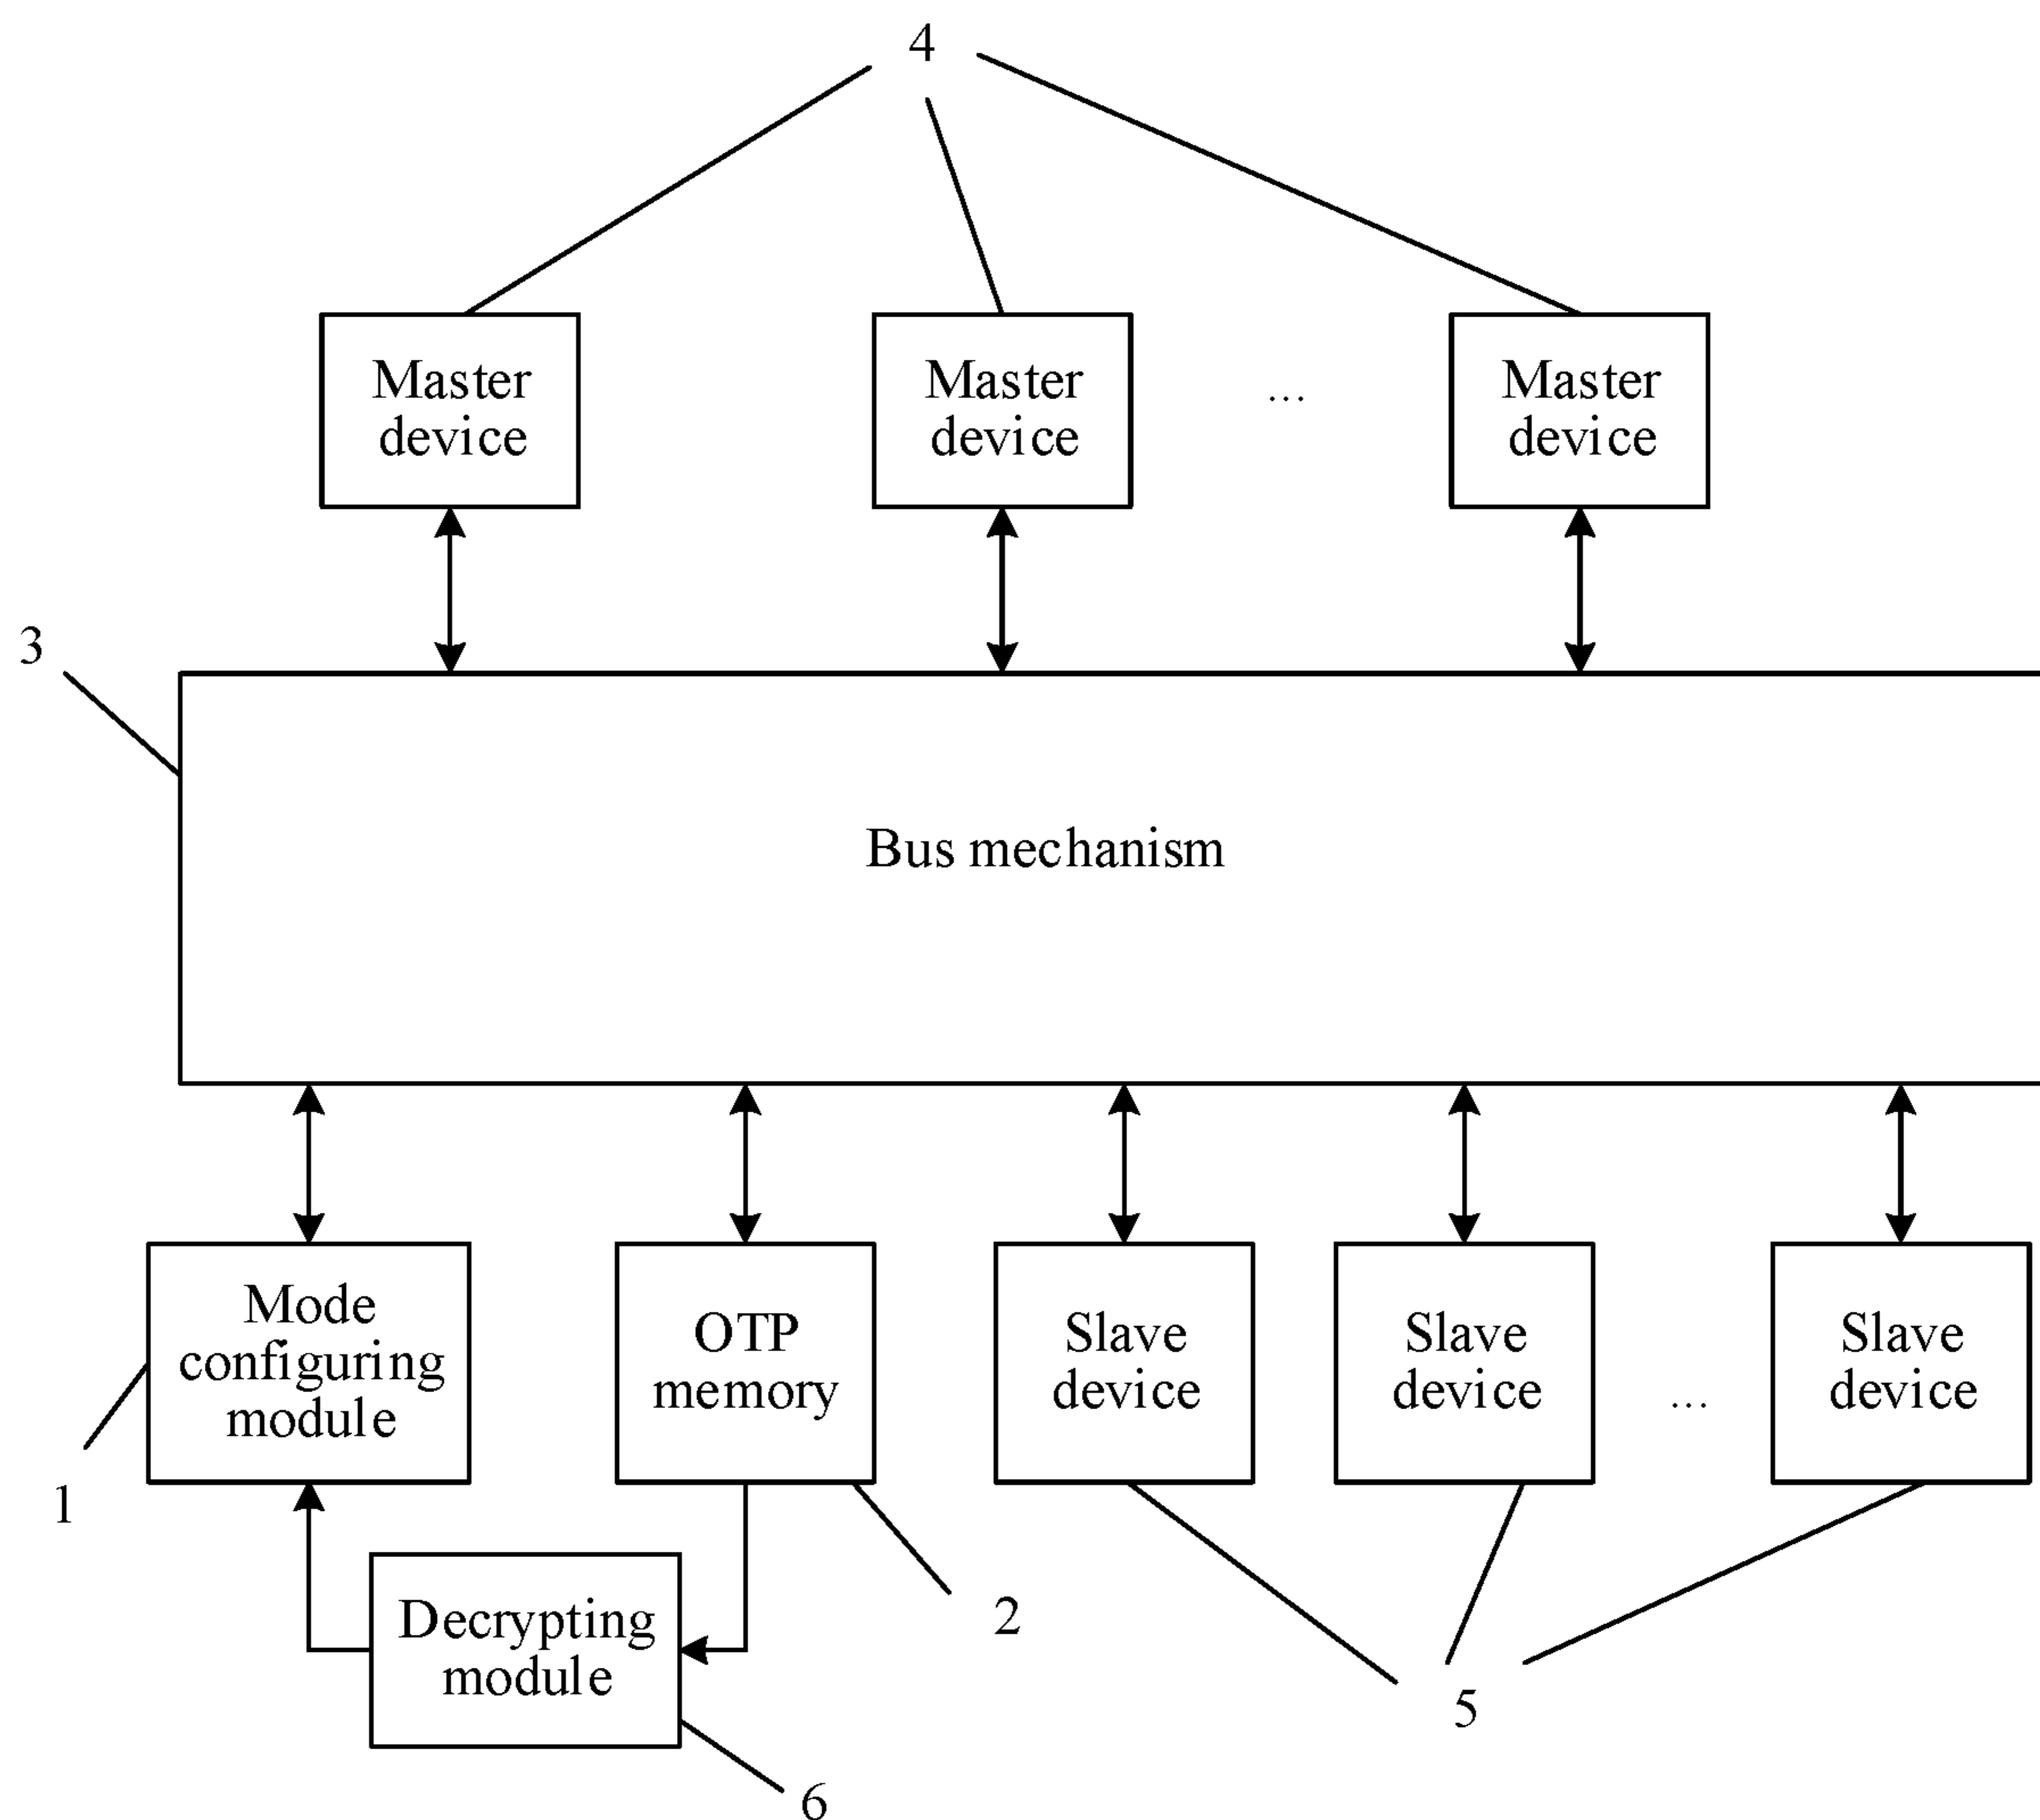 4
Master
device
Master
device
...
Master
device
3
Bus mechanism
Mode
configuring
module
OTP
memory
Slave
device
Slave
device
...
Slave
device
1
Decrypting
module
2
5
6